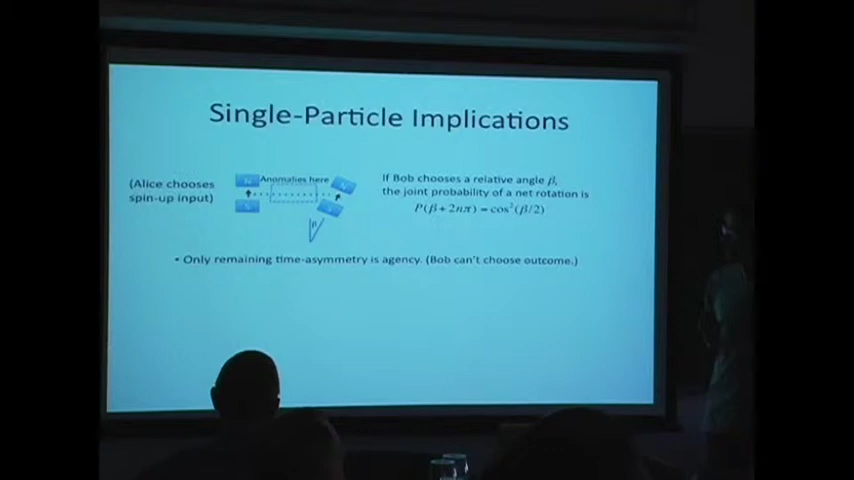 Single-Particle Implications
(Alice chooses
spin-up input)
N
Anomalies here
N
S
If Bob chooses a relative angle β,
the joint probability of a net rotation is
P(β + 2nπ) = cos²(β/2)
• Only remaining time-asymmetry is agency. (Bob can't choose outcome.)